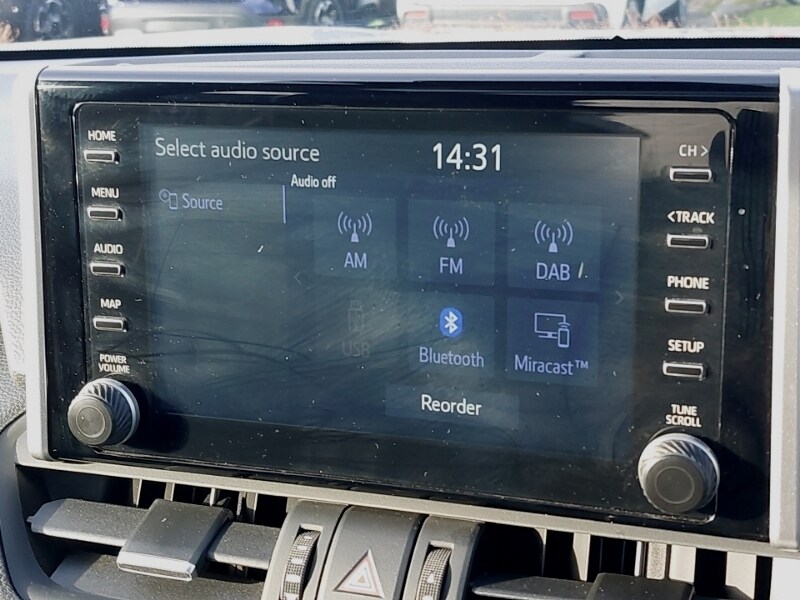 HOME
MENU
AUDIO
MAP
POWER
VOLUME
Select audio source
14:31
Source
Audio off
AM
FM
DAB
USB
Bluetooth
Miracast™
Reorder
CH >
<TRACK
PHONE
SETUP
TUNE
SCROLL